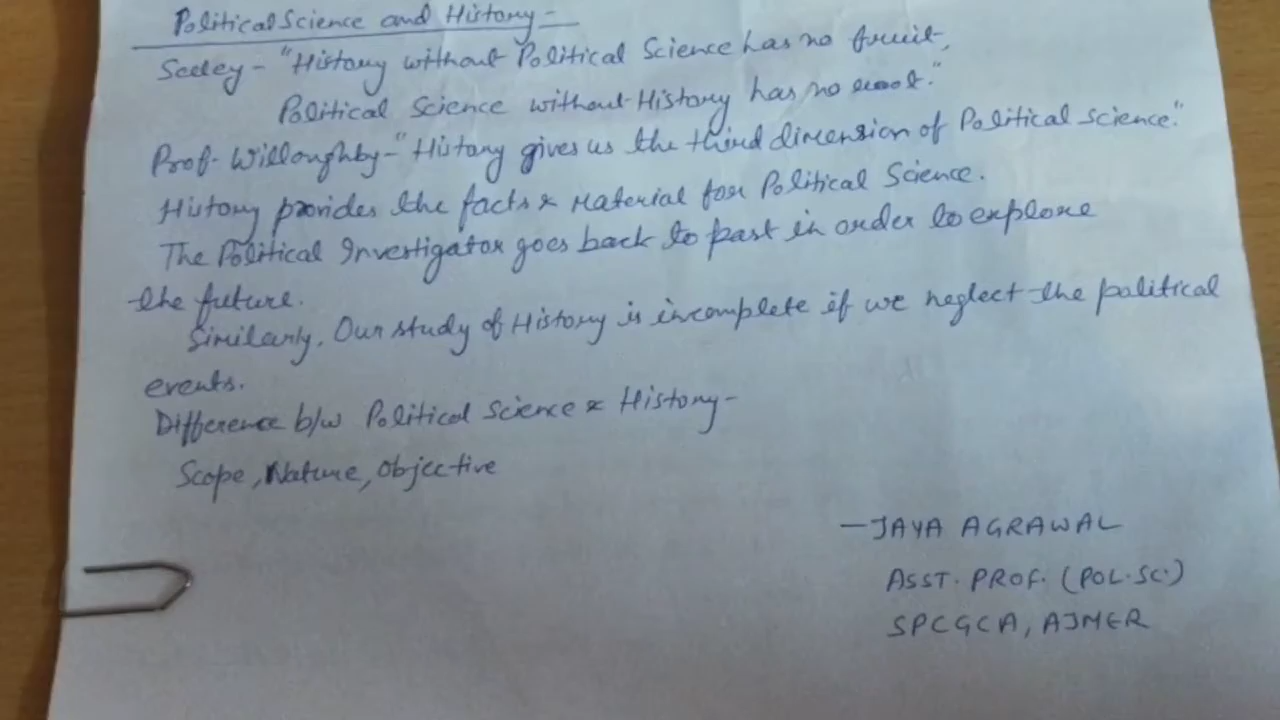 Political Science and History -
Seeley - "History without Political Science has no fruit,
Political Science without History has no root."
Prof. Willoughby - "History gives us the third dimension of Political science."
History provides the facts & material for Political Science.
The Political Investigator goes back to past in order to explore
the future.
Similarly, Our study of History is incomplete if we neglect the political
events.
Difference b/w Political Science & History -
Scope, Nature, Objective
- JAYA AGRAWAL
ASST. PROF. (POL. SC.)
SPCGCA, AJMER